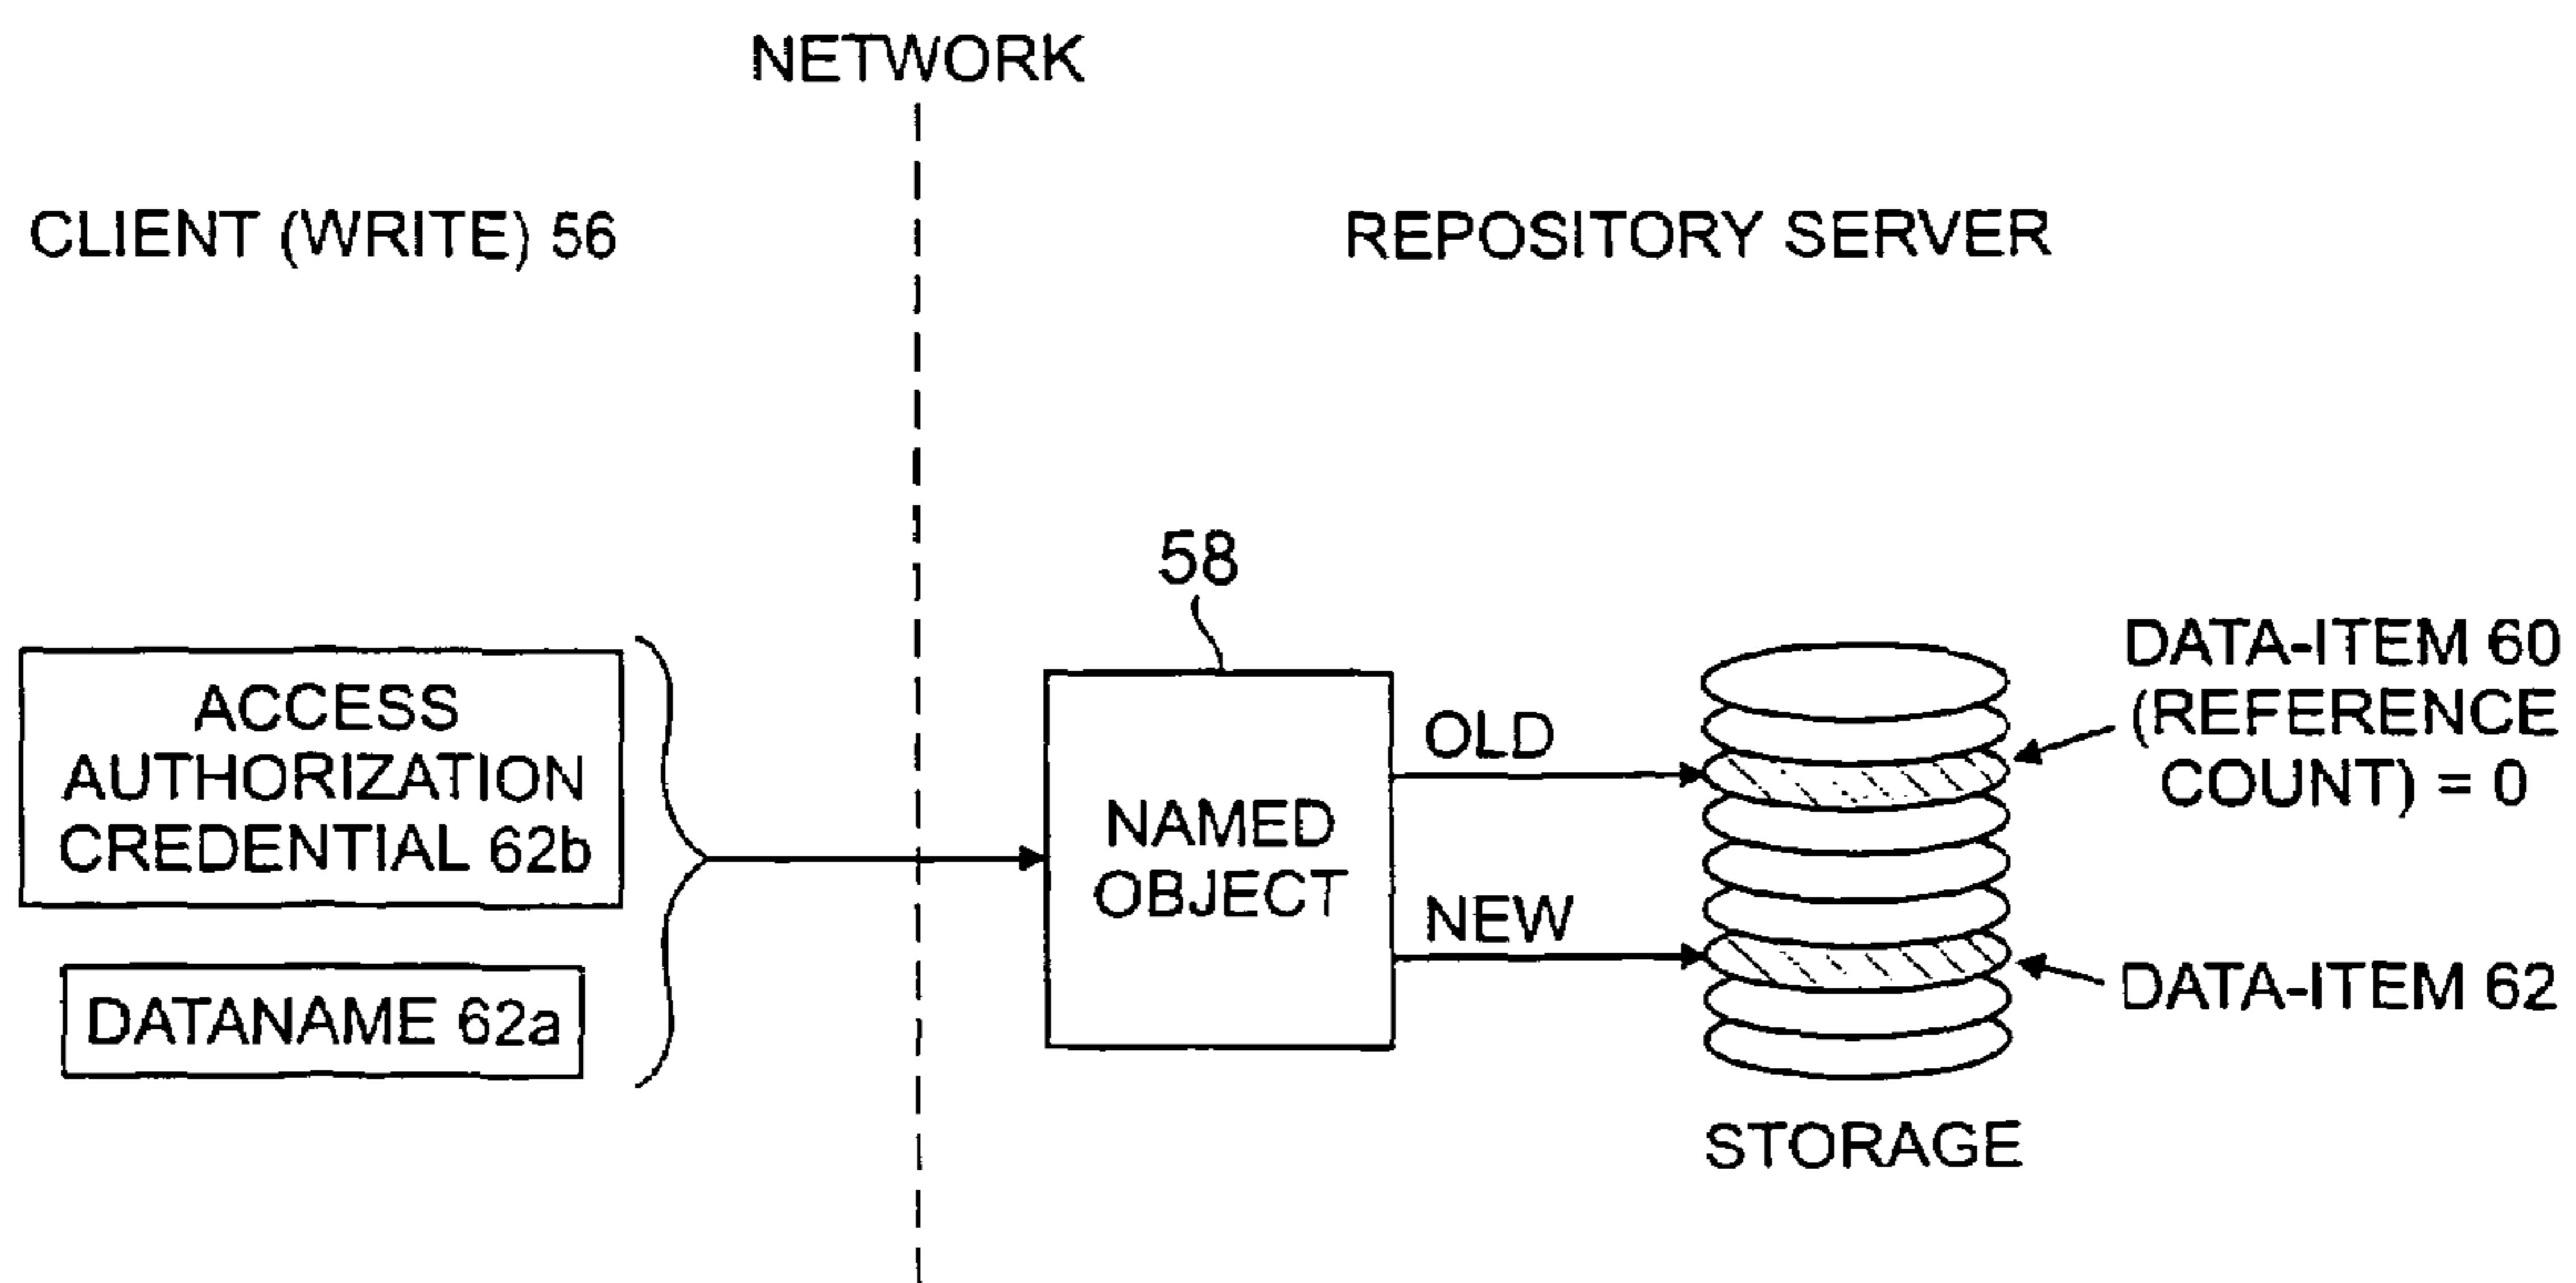 NETWORK
CLIENT (WRITE) 56
REPOSITORY SERVER
ACCESS
AUTHORIZATION
CREDENTIAL 62b
DATANAME 62a
58
NAMED
OBJECT
OLD
NEW
DATA-ITEM 60
(REFERENCE
COUNT) = 0
DATA-ITEM 62
STORAGE